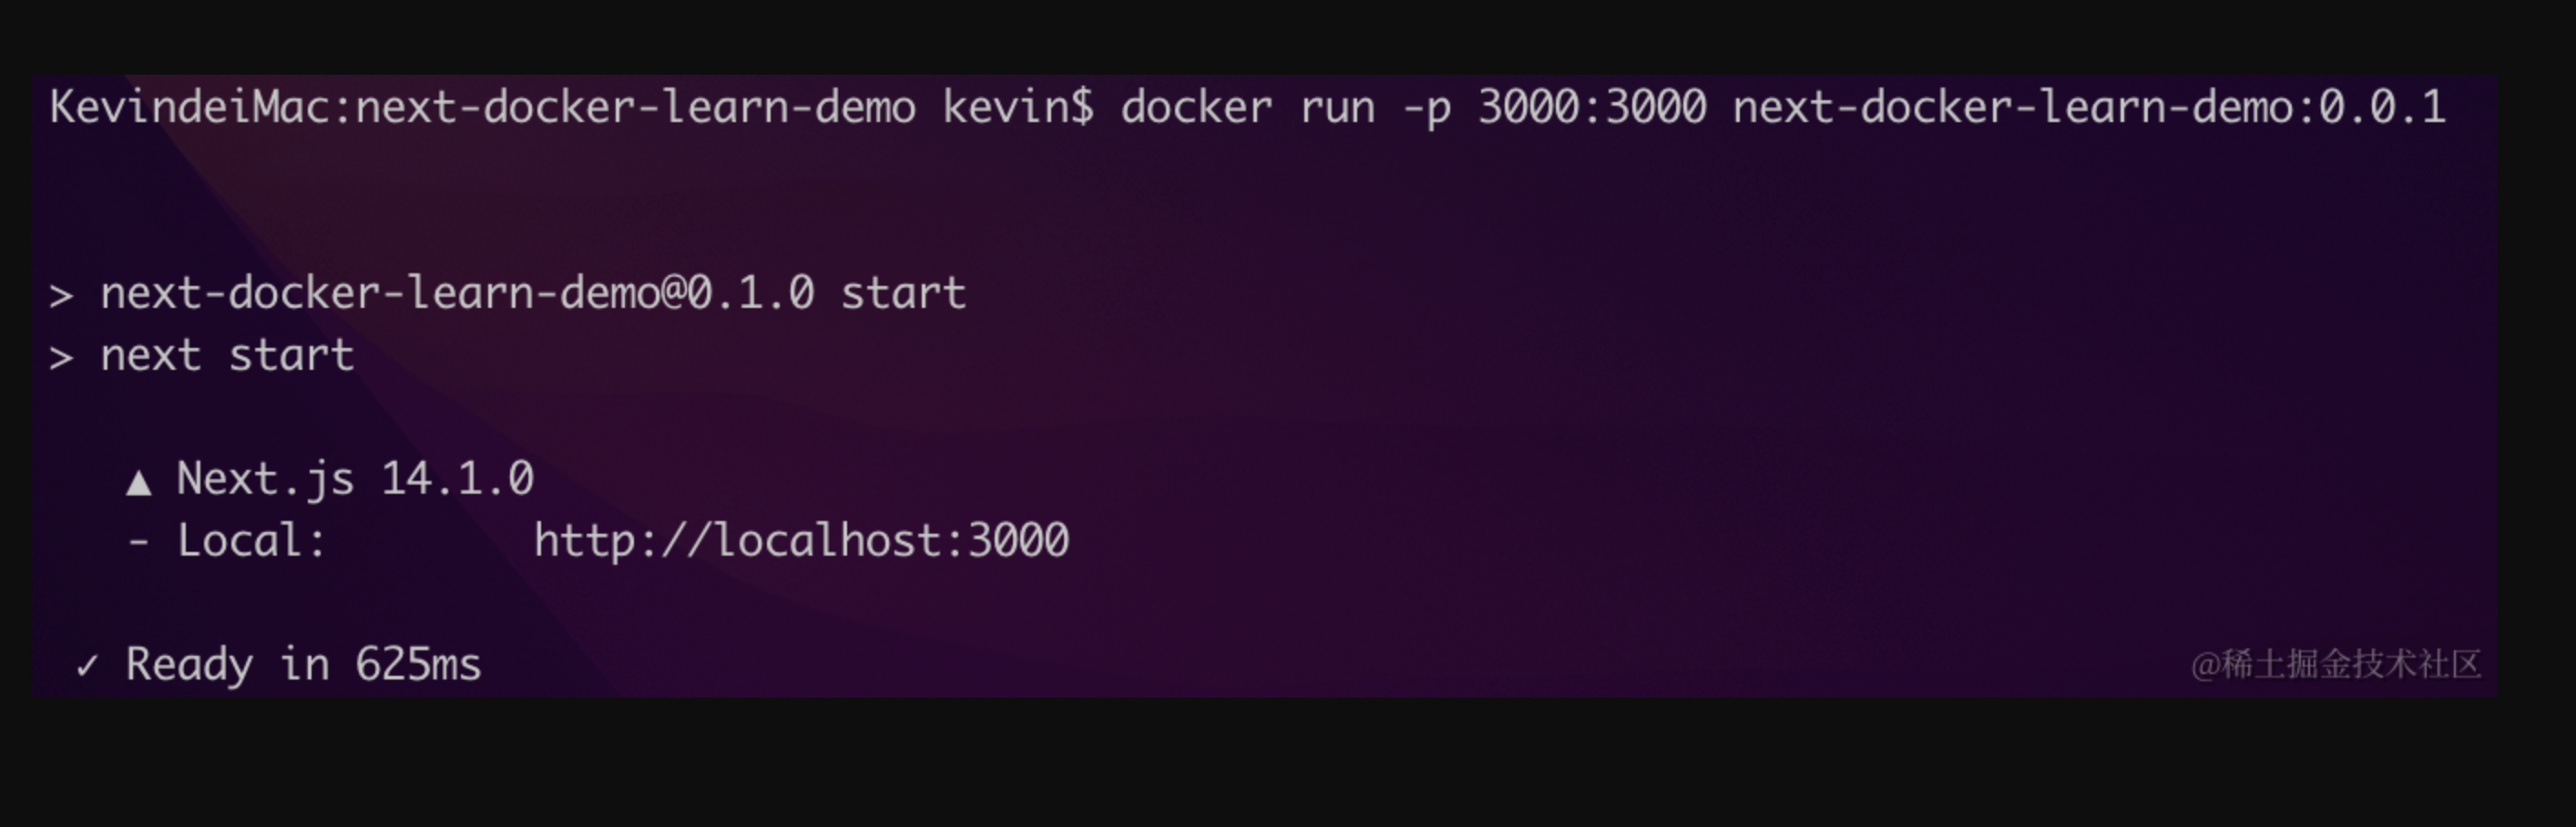 KevindeiMac:next-docker-learn-demo kevin$ docker run -p 3000:3000 next-docker-learn-demo:0.0.1
> next-docker-learn-demo@0.1.0 start
> next start
▲ Next.js 14.1.0
- Local: http://localhost:3000
✓ Ready in 625ms
@稀土掘金技术社区